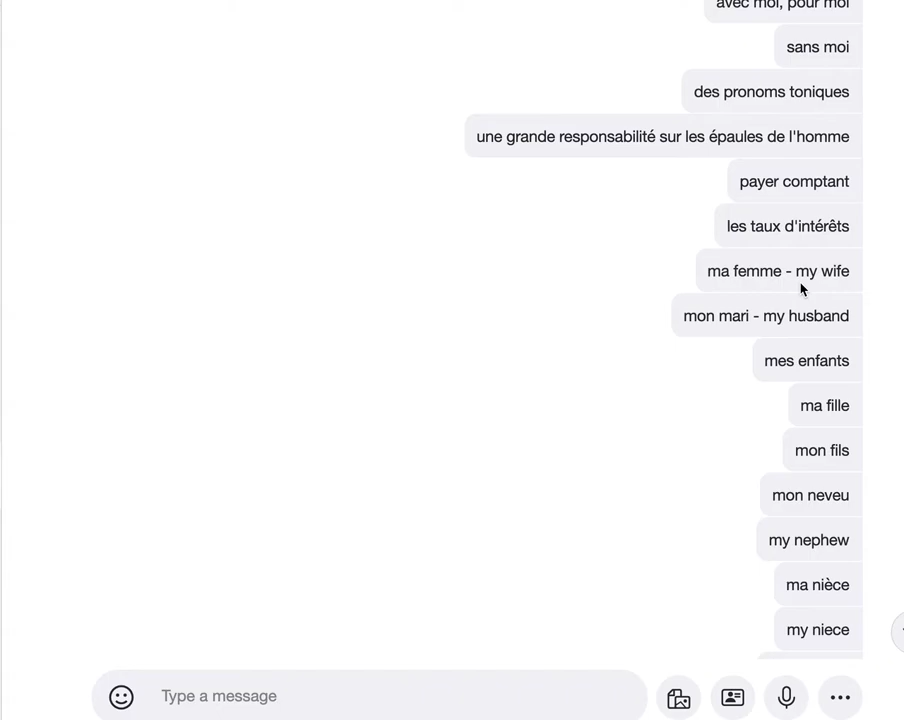 avec moi, pour moi
sans moi
des pronoms toniques
une grande responsabilité sur les épaules de l'homme
payer comptant
les taux d'intérêts
ma femme - my wife
mon mari - my husband
mes enfants
ma fille
mon fils
mon neveu
my nephew
ma nièce
my niece
Type a message